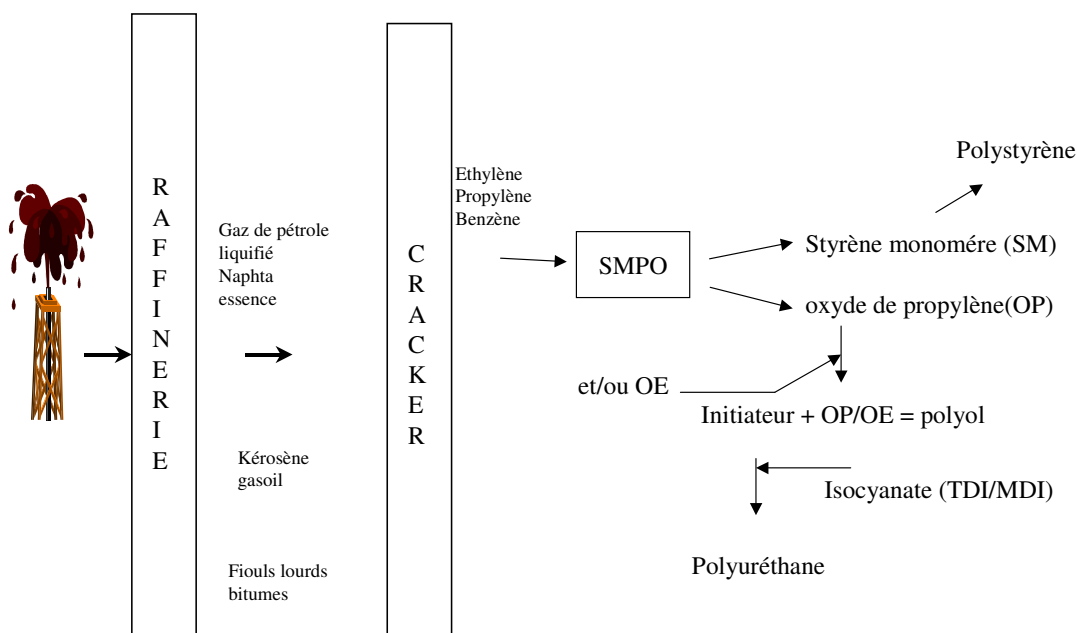 RAFFINERIE
Gaz de pétrole
liquifié
Naphta
essence
Kérosène
gasoil
Fiouls lourds
bitumes
CRACKER
Ethylène
Propylène
Benzène
SMPO
Polystyrène
Styrène monomére (SM)
oxyde de propylène(OP)
et/ou OE
Initiateur + OP/OE = polyol
Isocyanate (TDI/MDI)
Polyuréthane